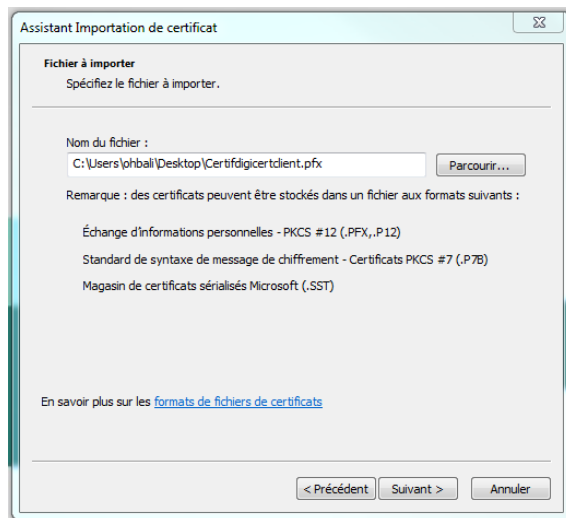 Assistant Importation de certificat
Fichier à importer
Spécifiez le fichier à importer.
Nom du fichier :
C:\Users\ohbali\Desktop\Certifdigicertclient.pfx
Parcourir...
Remarque : des certificats peuvent être stockés dans un fichier aux formats suivants :
Échange d'informations personnelles - PKCS #12 (.PFX,.P12)
Standard de syntaxe de message de chiffrement - Certificats PKCS #7 (.P7B)
Magasin de certificats sérialisés Microsoft (.SST)
En savoir plus sur les formats de fichiers de certificats
< Précédent Suivant > Annuler